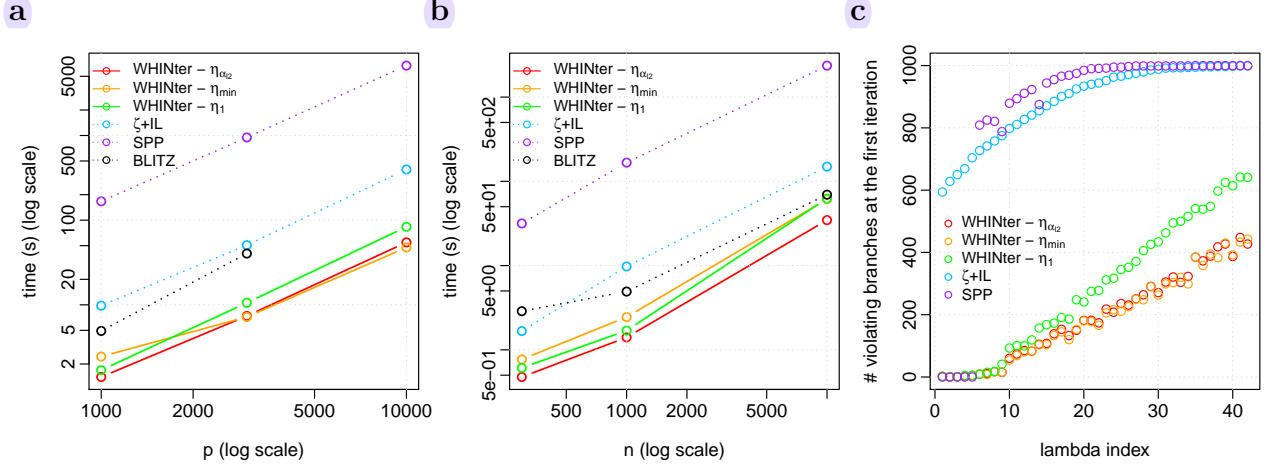 a
time (s) (log scale)
5000
500
100
20
5
2
WHINter − ηα12
WHINter − ηmin
WHINter − η1
ζ+IL
SPP
BLITZ
1000
2000
5000
10000
p (log scale)
b
time (s) (log scale)
5e+02
5e+01
5e+00
5e−01
WHINter − ηα12
WHINter − ηmin
WHINter − η1
ζ+IL
SPP
BLITZ
500
1000
2000
5000
n (log scale)
c
# violating branches at the first iteration
1000
800
600
400
200
0
WHINter − ηα12
WHINter − ηmin
WHINter − η1
ζ+IL
SPP
0
10
20
30
40
lambda index